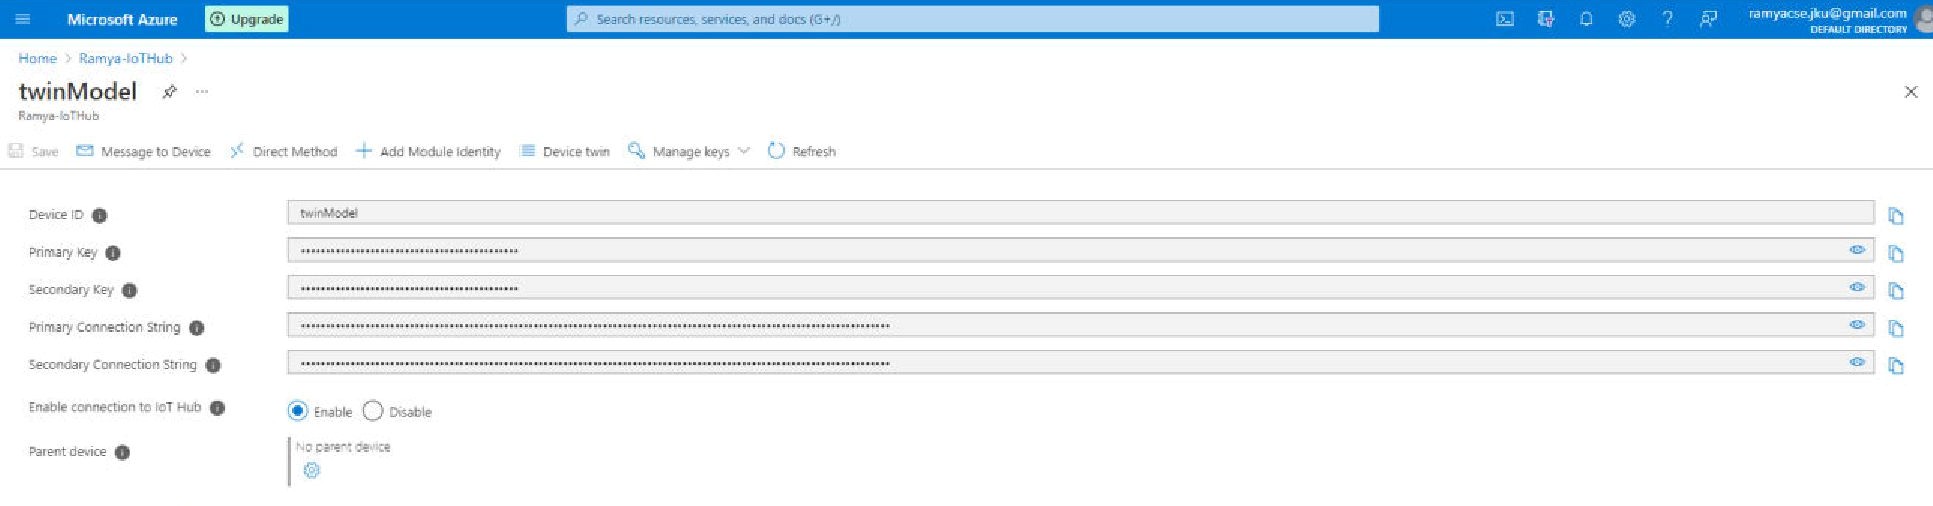 Microsoft Azure
Upgrade
Search resources, services, and docs (G+/)
ramyacse.jku@gmail.com
DEFAULT DIRECTORY
Home > Ramya-IoTHub >
twinModel
Ramya-IoTHub
Save Message to Device Direct Method Add Module Identity Device twin Manage keys Refresh
Device ID twinModel
Primary Key
Secondary Key
Primary Connection String
Secondary Connection String
Enable connection to IoT Hub Enable Disable
Parent device No parent device